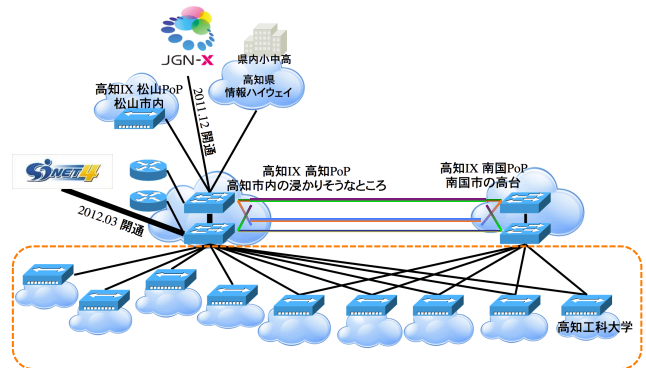 JGN-X
県内小中高
高知県
情報ハイウェイ
高知IX 松山PoP
松山市内
2011.12 開通
SINET4
2012.03 開通
高知IX 高知PoP
高知市内の浸かりそうなところ
高知IX 南国PoP
南国市の高台
高知工科大学